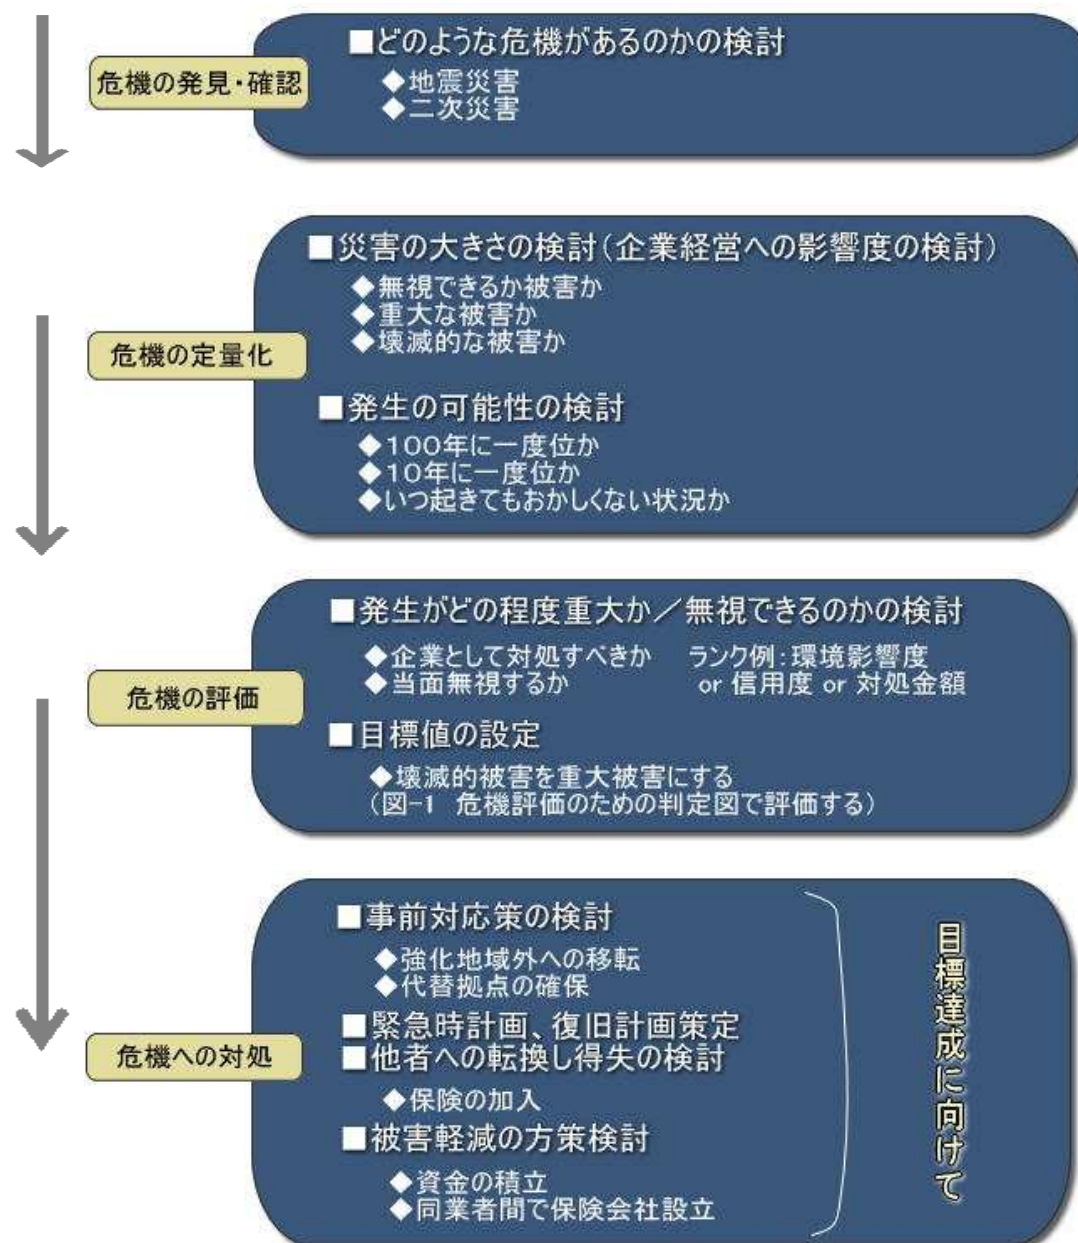 危機の発見・確認
■どのような危機があるのかの検討
◆地震災害
◆二次災害
危機の定量化
■災害の大きさの検討(企業経営への影響度の検討)
◆無視できるか被害か
◆重大な被害か
◆壊滅的な被害か
■発生の可能性の検討
◆100年に一度位か
◆10年に一度位か
◆いつ起きてもおかしくない状況か
危機の評価
■発生がどの程度重大か/無視できるのかの検討
◆企業として対処すべきか ランク例:環境影響度
◆当面無視するか or 信用度 or 対処金額
■目標値の設定
◆壊滅的被害を重大被害にする
(図-1 危機評価のための判定図で評価する)
危機への対処
■事前対応策の検討
◆強化地域外への移転
◆代替拠点の確保
■緊急時計画、復旧計画策定
■他者への転換し得失の検討
◆保険の加入
■被害軽減の方策検討
◆資金の積立
◆同業者間で保険会社設立
目標達成に向けて